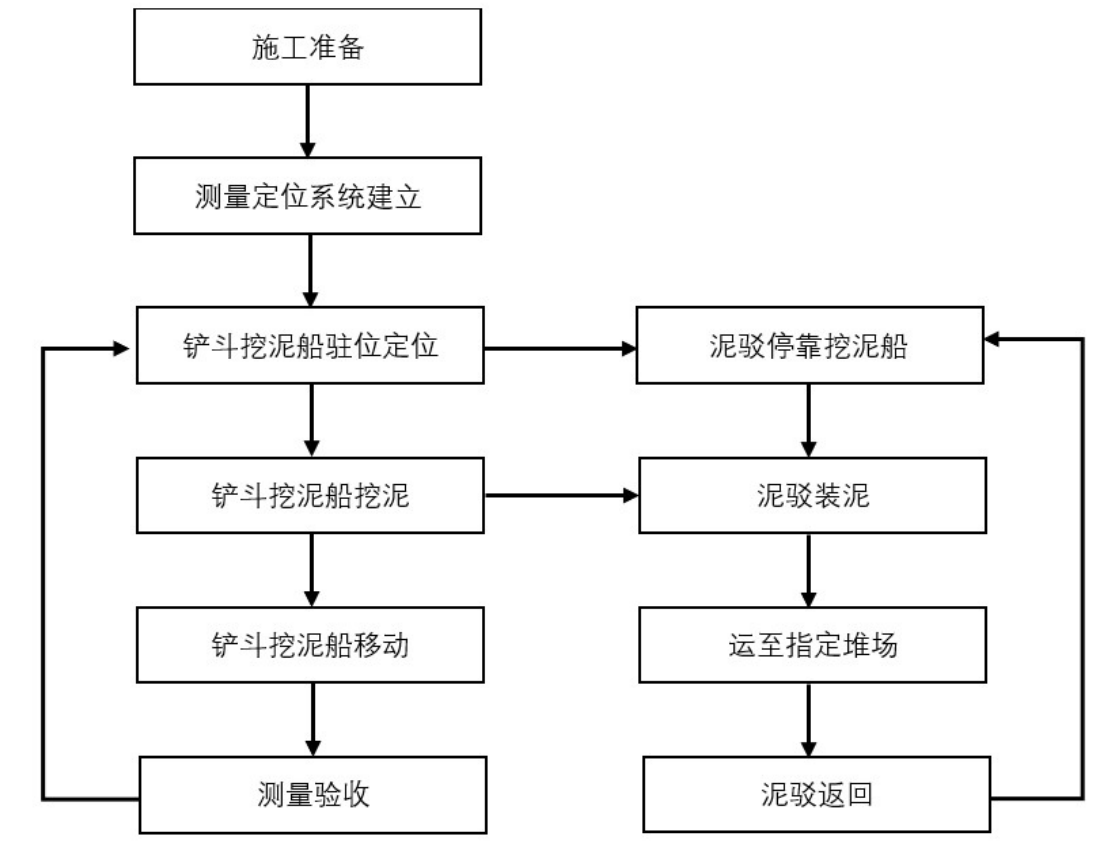 施工准备
测量定位系统建立
铲斗挖泥船驻位定位
泥驳停靠挖泥船
铲斗挖泥船挖泥
泥驳装泥
铲斗挖泥船移动
运至指定堆场
测量验收
泥驳返回